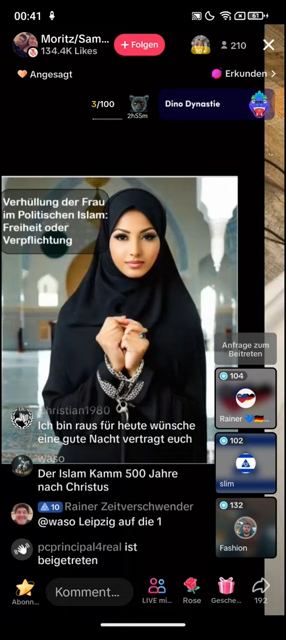 00:41
61
Moritz/Sam...
134.4K Likes
+ Folgen
210
Angesagt
Erkunden >
3/100
2h55m
Dino Dynastie
Verhüllung der Frau
im Politischen Islam:
Freiheit oder
Verpflichtung
Anfrage zum
Beitreten
104
Rainer
102
slim
132
Fashion
christian1980
Ich bin raus für heute wünsche
eine gute Nacht vertragt euch
waso
Der Islam Kamm 500 Jahre
nach Christus
10 Rainer Zeitverschwender
@waso Leipzig auf die 1
pcprincipal4real ist
beigetreten
Abonn...
Komment...
LIVE mi...
Rose
Gesche...
192